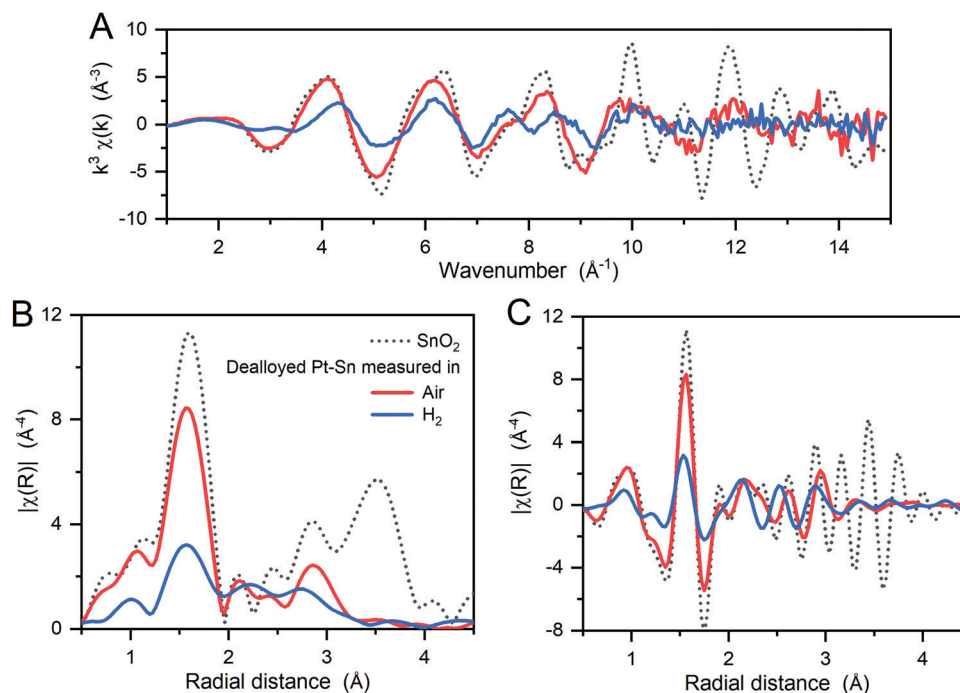 A
k³ χ(k) (Å⁻³)
10
5
0
-5
-10
2 4 6 8 10 12 14
Wavenumber (Å⁻¹)
B
|χ(R)| (Å⁻⁴)
12
8
4
0
SnO₂
Dealloyed Pt-Sn measured in
Air
H₂
1 2 3 4
Radial distance (Å)
C
|χ(R)| (Å⁻⁴)
12
8
4
0
-4
-8
1 2 3 4
Radial distance (Å)